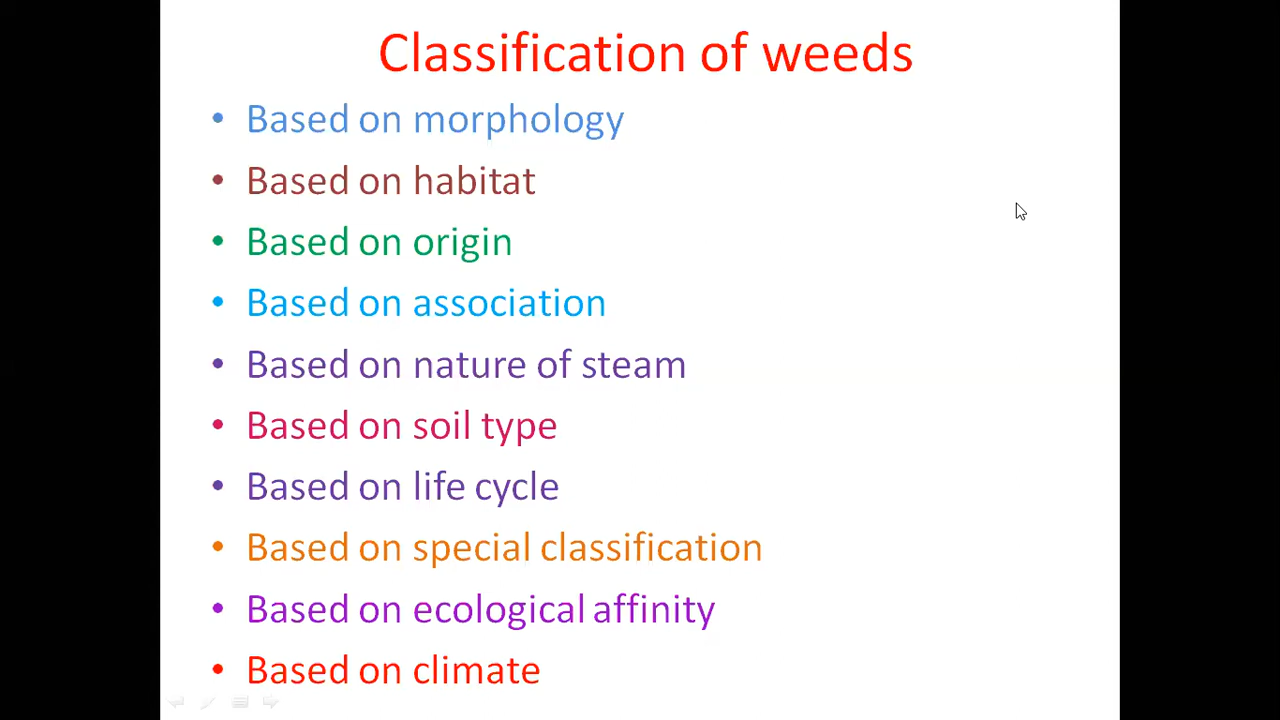 Classification of weeds
• Based on morphology
• Based on habitat
• Based on origin
• Based on association
• Based on nature of steam
• Based on soil type
• Based on life cycle
• Based on special classification
• Based on ecological affinity
• Based on climate